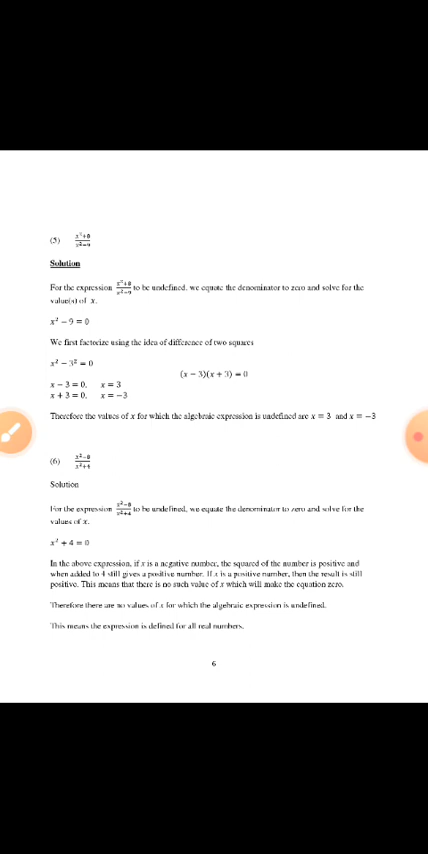 (5) x²+8/x²−9
Solution
For the expression x²+8/x²−9 to be undefined, we equate the denominator to zero and solve for the
value(s) of x.
x² − 9 = 0
We first factorize using the idea of difference of two squares
x² − 3² = 0
(x − 3)(x + 3) = 0
x − 3 = 0, x = 3
x + 3 = 0, x = −3
Therefore the values of x for which the algebraic expression is undefined are x = 3 and x = −3
(6) x²−8/x²+4
Solution
For the expression x²−8/x²+4 to be undefined, we equate the denominator to zero and solve for the
values of x.
x² + 4 = 0
In the above expression, if x is a negative number, the squared of the number is positive and
when added to 4 still gives a positive number. If x is a positive number, then the result is still
positive. This means that there is no such value of x which will make the equation zero.
Therefore there are no values of x for which the algebraic expression is undefined.
This means the expression is defined for all real numbers.
6